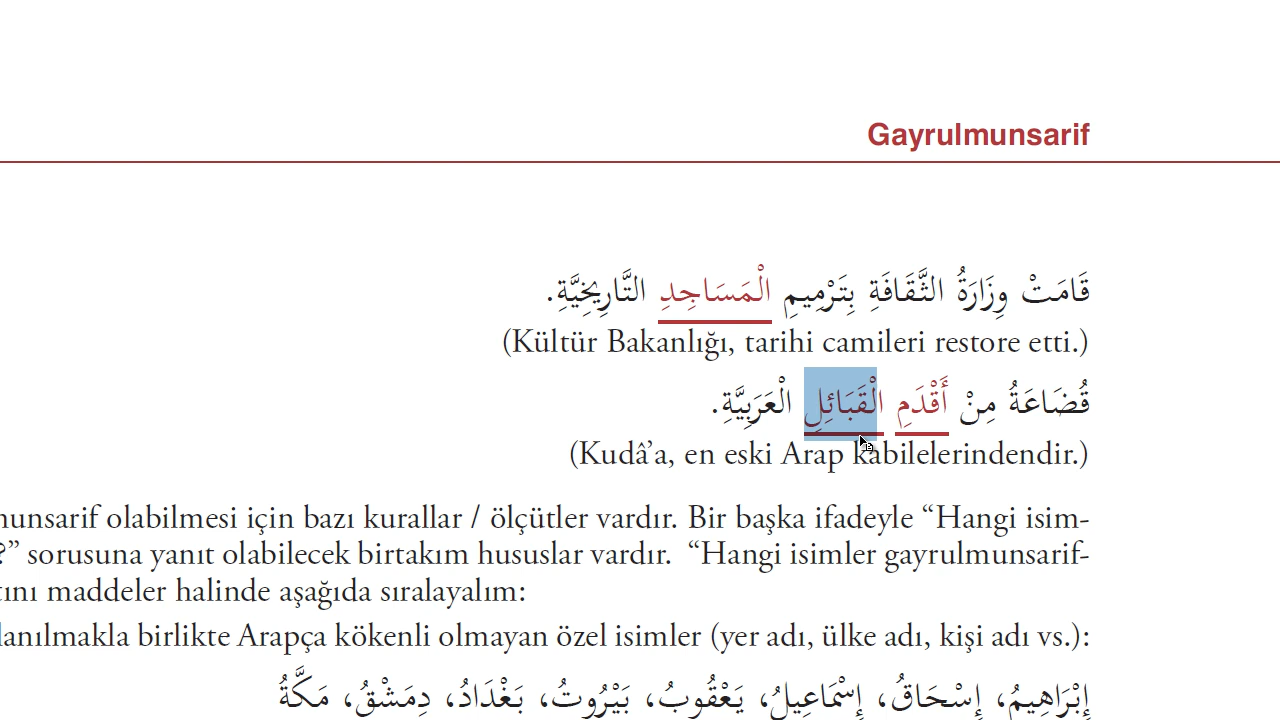 Gayrulmunsarif
قَامَتْ وِزَارَةُ الثَّقَافَةِ بِتَرْمِيمِ الْمَسَاجِدِ التَّارِيخِيَّةِ.
(Kültür Bakanlığı, tarihi camileri restore etti.)
قُضَاعَةُ مِنْ أَقْدَمِ الْقَبَائِلِ الْعَرَبِيَّةِ.
(Kudâ’a, en eski Arap kabilelerindendir.)
munsarif olabilmesi için bazı kurallar / ölçütler vardır. Bir başka ifadeyle “Hangi isim-
?” sorusuna yanıt olabilecek birtakım hususlar vardır. “Hangi isimler gayrulmunsarif-
tını maddeler halinde aşağıda sıralayalım:
lanılmakla birlikte Arapça kökenli olmayan özel isimler (yer adı, ülke adı, kişi adı vs.):
إِبْرَاهِيمُ، إِسْحَاقُ، إِسْمَاعِيلُ، يَعْقُوبُ، بَيْرُوتُ، بَغْدَادُ، دِمَشْقُ، مَكَّةُ